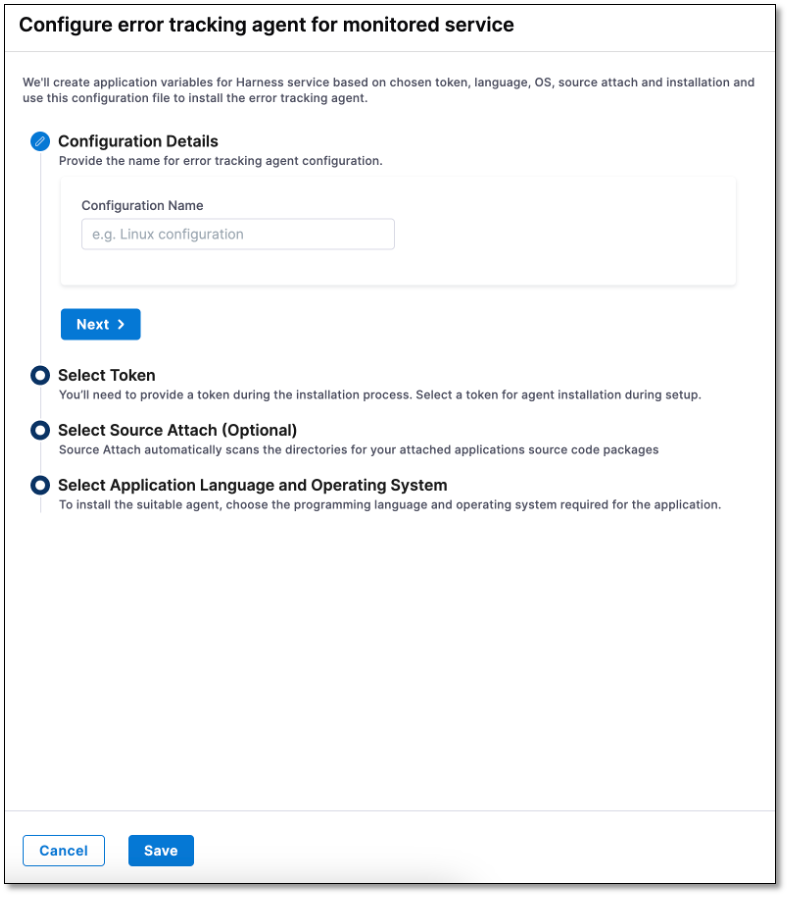 Configure error tracking agent for monitored service
We'll create application variables for Harness service based on chosen token, language, OS, source attach and installation and
use this configuration file to install the error tracking agent.
Configuration Details
Provide the name for error tracking agent configuration.
Configuration Name
e.g. Linux configuration
Next
Select Token
You'll need to provide a token during the installation process. Select a token for agent installation during setup.
Select Source Attach (Optional)
Source Attach automatically scans the directories for your attached applications source code packages
Select Application Language and Operating System
To install the suitable agent, choose the programming language and operating system required for the application.
Cancel
Save